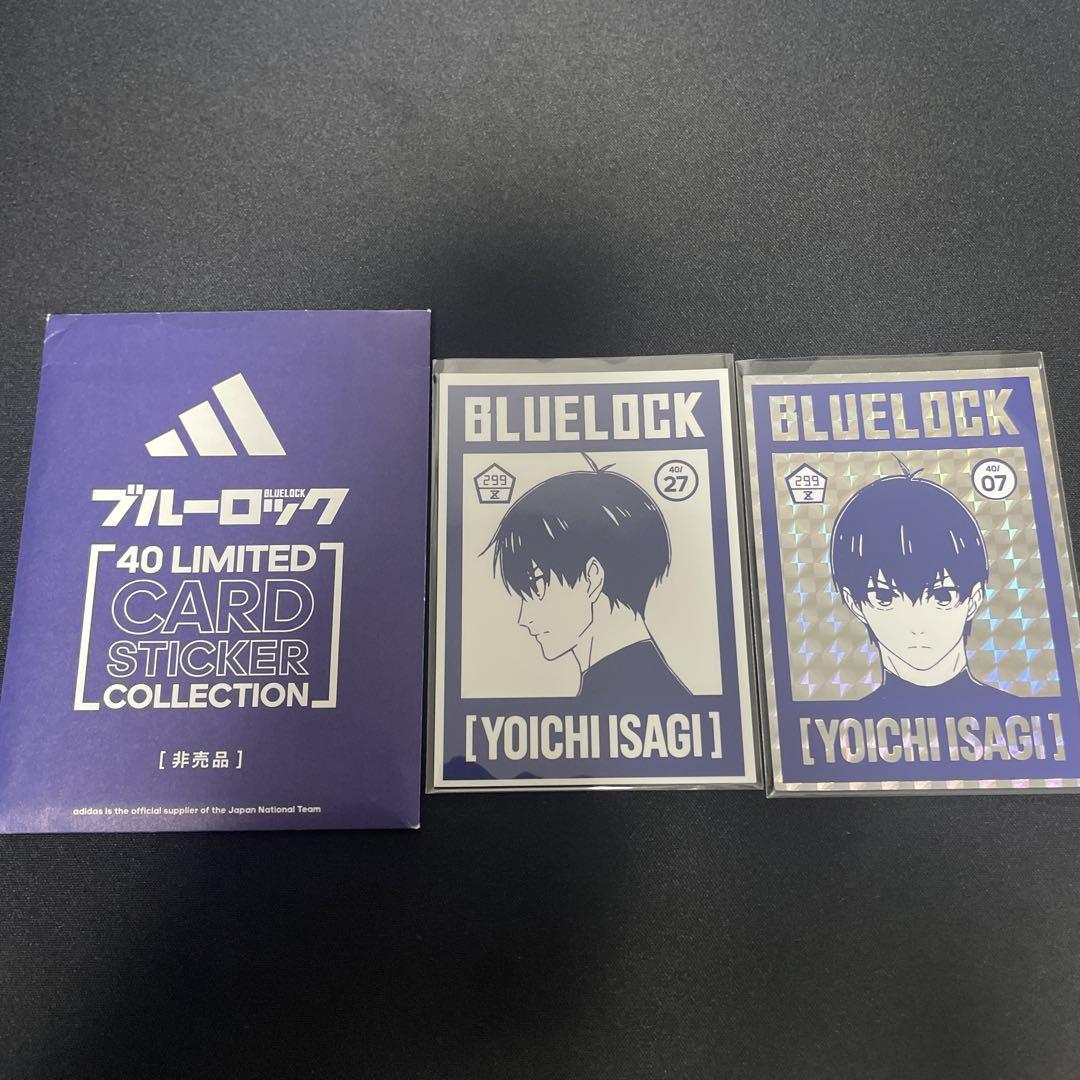 BLUELOCK
ブルーロック
40 LIMITED
CARD
STICKER
COLLECTION
[ 非売品 ]
adidas is the official supplier of the Japan National Team
BLUELOCK
299
Z
40/
27
[ YOICHI ISAGI ]
BLUELOCK
299
Z
40/
07
[ YOICHI ISAGI ]